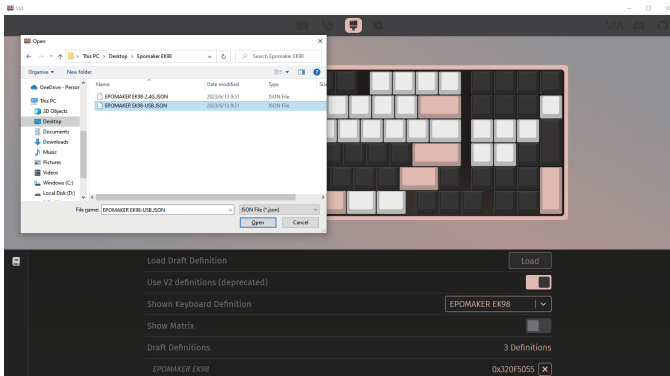 VIA
VIA
Open
This PC > Desktop > Epomaker EK98
Search Epomaker EK98
Organise
New folder
Name
Date modified
Type
Size
OneDrive - Person
This PC
3D Objects
Desktop
Documents
Downloads
Music
Pictures
Videos
Windows (C:)
Local Disk (D:)
EPOMAKER EK98-2.4G.JSON 2023/6/13 9:51 JSON File
EPOMAKER EK98-USB.JSON 2023/6/13 9:51 JSON File
File name: EPOMAKER EK98-USB.JSON
JSON File (*.json)
Open
Cancel
Load Draft Definition
Load
Use V2 definitions (deprecated)
Shown Keyboard Definition
EPOMAKER EK98
Show Matrix
Draft Definitions
3 Definitions
EPOMAKER EK98
0x320F5055